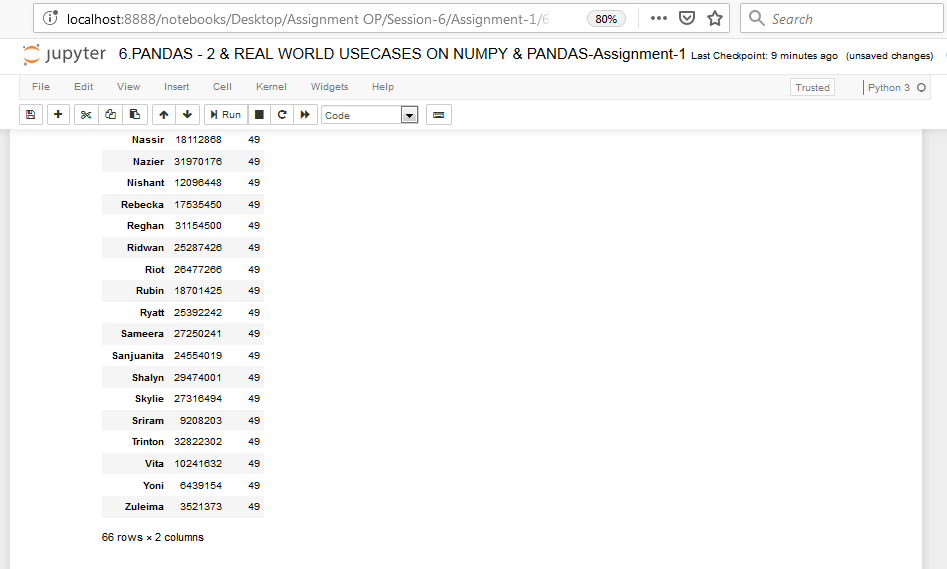 localhost:8888/notebooks/Desktop/Assignment OP/Session-6/Assignment-1/6. 80% Search
jupyter 6.PANDAS - 2 & REAL WORLD USECASES ON NUMPY & PANDAS-Assignment-1 Last Checkpoint: 9 minutes ago (unsaved changes)
File Edit View Insert Cell Kernel Widgets Help Trusted Python 3
Run Code
Nassir 18112868 49
Nazier 31970176 49
Nishant 12096448 49
Rebecka 17535450 49
Reghan 31154500 49
Ridwan 25287426 49
Riot 26477266 49
Rubin 18701425 49
Ryatt 25392242 49
Sameera 27250241 49
Sanjuanita 24554019 49
Shalyn 29474001 49
Skylie 27316494 49
Sriram 9208203 49
Trinton 32822302 49
Vita 10241632 49
Yoni 6439154 49
Zuleima 3521373 49
66 rows × 2 columns